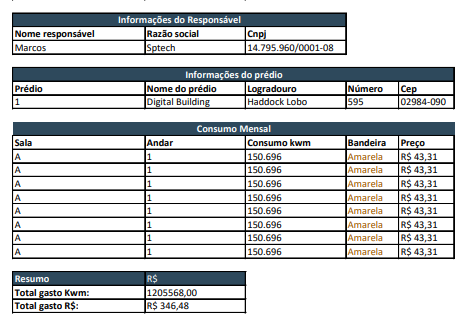 Informações do Responsável
Nome responsável Razão social Cnpj
Marcos Sptech 14.795.960/0001-08
Informações do prédio
Prédio Nome do prédio Logradouro Número Cep
1 Digital Building Haddock Lobo 595 02984-090
Consumo Mensal
Sala Andar Consumo kwm Bandeira Preço
A 1 150.696 Amarela R$ 43,31
A 1 150.696 Amarela R$ 43,31
A 1 150.696 Amarela R$ 43,31
A 1 150.696 Amarela R$ 43,31
A 1 150.696 Amarela R$ 43,31
A 1 150.696 Amarela R$ 43,31
A 1 150.696 Amarela R$ 43,31
A 1 150.696 Amarela R$ 43,31
Resumo R$
Total gasto Kwm: 1205568,00
Total gasto R$: R$ 346,48